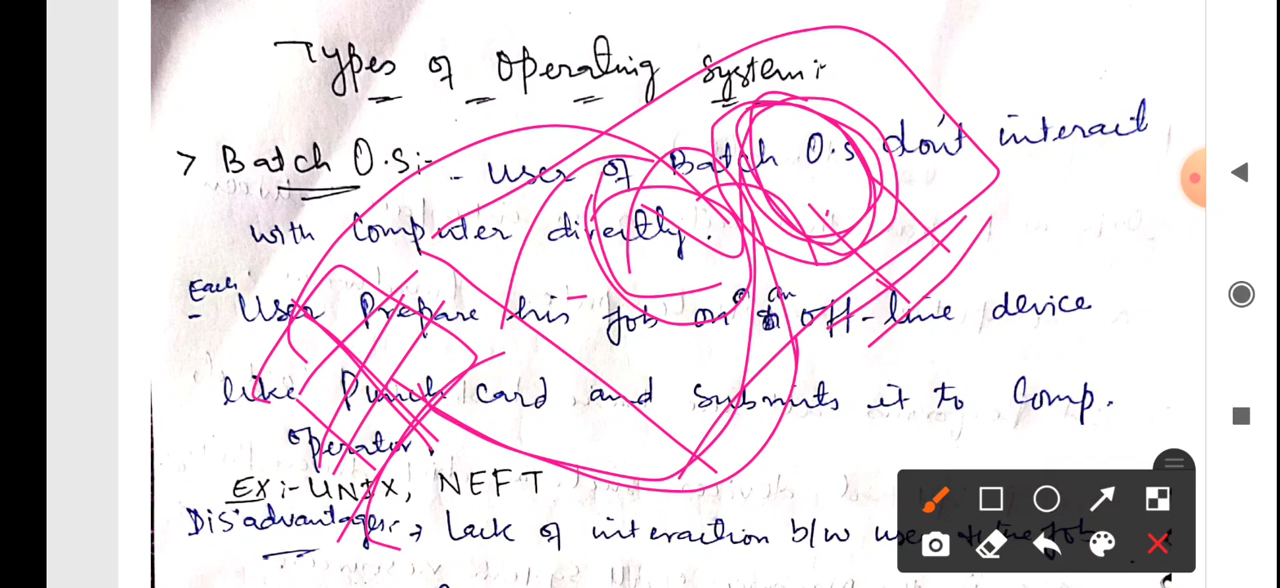 Types of Operating System:
> Batch O.S:- - User of Batch O.S don't interact
with Computer directly.
- Each User Prepare his Job on an off-line device
like Punch card and submits it to Comp.
operator.
Ex:- UNIX, NEFT
Disadvantages:→ Lack of interaction b/w